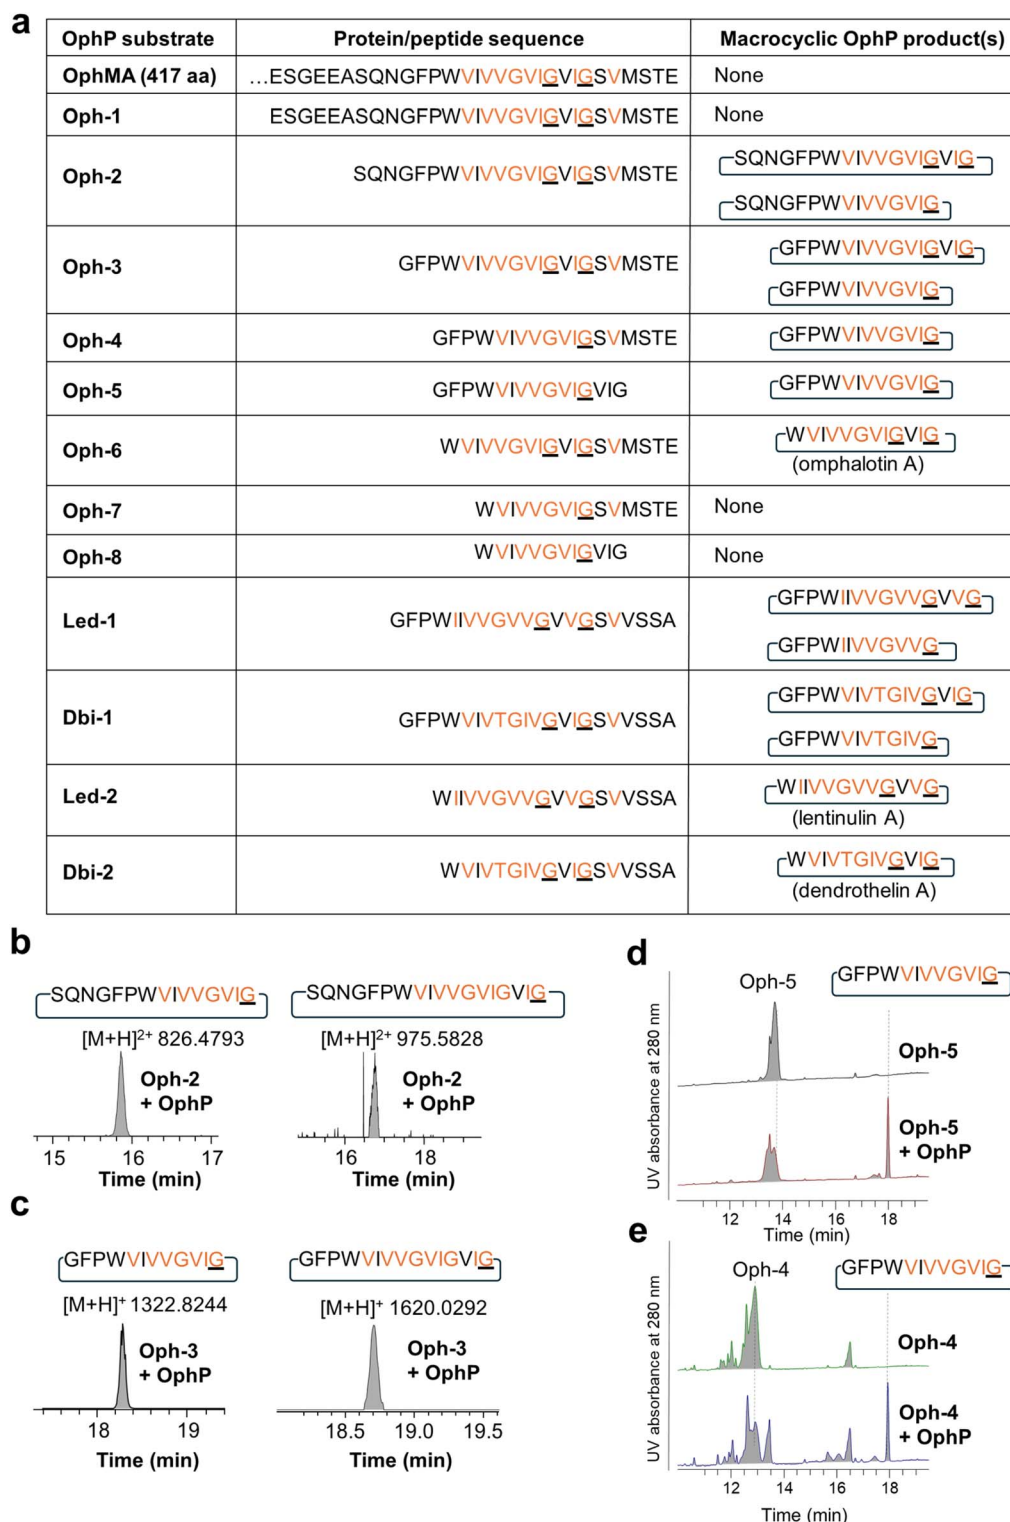 a
OphP substrate Protein/peptide sequence Macrocyclic OphP product(s)
OphMA (417 aa) …ESGEEASQNGFPWVIVVGVIGVIGSVMSTE None
Oph-1 ESGEEASQNGFPWVIVVGVIGVIGSVMSTE None
SQNGFPWVIVVGVIGVIG
Oph-2 SQNGFPWVIVVGVIGVIGSVMSTE
SQNGFPWVIVVGVIG
GFPWVIVVGVIGVIG
Oph-3 GFPWVIVVGVIGVIGSVMSTE
GFPWVIVVGVIG
Oph-4 GFPWVIVVGVIGSVMSTE GFPWVIVVGVIG
Oph-5 GFPWVIVVGVIGVIG GFPWVIVVGVIG
Oph-6 WVIVVGVIGVIGSVMSTE WVIVVGVIGVIG
(omphalotin A)
Oph-7 WVIVVGVIGSVMSTE None
Oph-8 WVIVVGVIGVIG None
GFPWIIVVGVVGVVG
Led-1 GFPWIIVVGVVGVVGSVVSSA
GFPWIIVVGVVG
GFPWVIVTGIVGVIG
Dbi-1 GFPWVIVTGIVGVIGSVVSSA
GFPWVIVTGIVG
Led-2 WIIVVGVVGVVGSVVSSA WIIVVGVVGVVG
(lentinulin A)
Dbi-2 WVIVTGIVGVIGSVVSSA WVIVTGIVGVIG
(dendrothelin A)
b
SQNGFPWVIVVGVIG SQNGFPWVIVVGVIGVIG
[M+H]2+ 826.4793 [M+H]2+ 975.5828
Oph-2 Oph-2
+ OphP + OphP
15 16 17 16 18
Time (min) Time (min)
c
GFPWVIVVGVIG GFPWVIVVGVIGVIG
[M+H]+ 1322.8244 [M+H]+ 1620.0292
Oph-3 Oph-3
+ OphP + OphP
18 19 18.5 19.0 19.5
Time (min) Time (min)
d
Oph-5 GFPWVIVVGVIG
Oph-5
Oph-5
+ OphP
UV absorbance at 280 nm
12 14 16 18
Time (min)
e
Oph-4 GFPWVIVVGVIG
Oph-4
Oph-4
+ OphP
UV absorbance at 280 nm
12 14 16 18
Time (min)